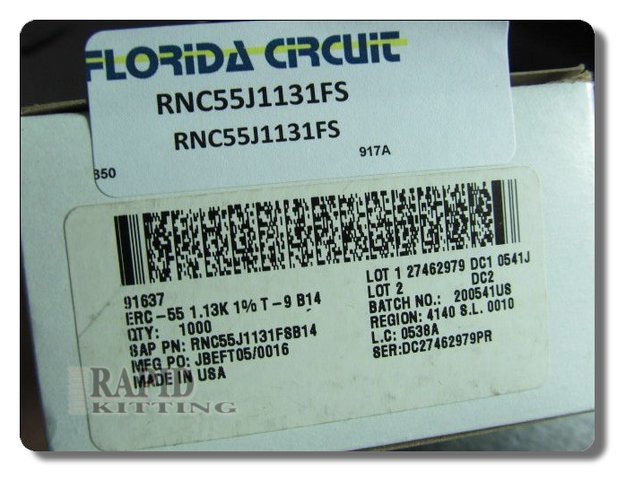 FLORIDA CIRCUIT
RNC55J1131FS
RNC55J1131FS
917A
350
91637
ERC-55 1.13K 1% T-9 B14
QTY: 1000
SAP PN: RNC55J1131FSB14
MFG PO: JBEFT05/0016
MADE IN USA
LOT 1 27462979 DC1 0541J
LOT 2 DC2
BATCH NO.: 200541US
REGION: 4140 S.L. 0010
L.C: 0538A
SER:DC27462979PR
RAPID
KITTING